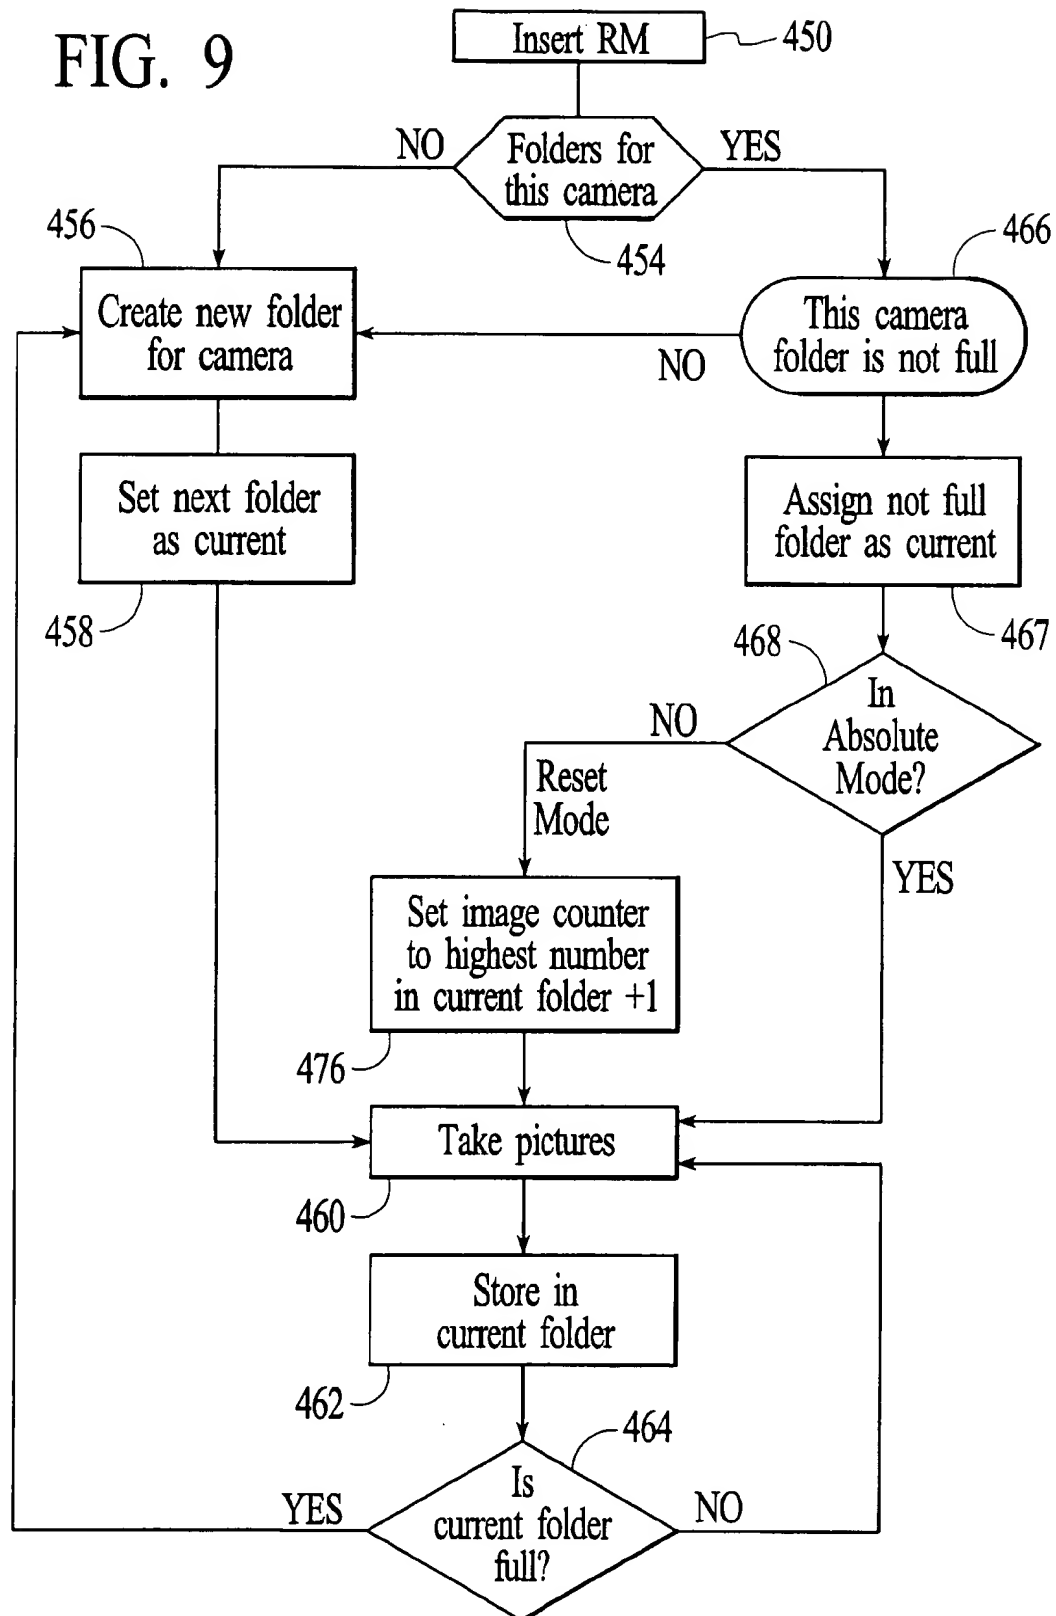 FIG. 9
Insert RM
450
NO
Folders for
this camera
YES
454
456
466
Create new folder
for camera
This camera
folder is not full
NO
Set next folder
as current
Assign not full
folder as current
458
467
468
In
Absolute
Mode?
NO
Reset
Mode
YES
Set image counter
to highest number
in current folder +1
476
Take pictures
460
Store in
current folder
462
464
Is
current folder
full?
YES
NO